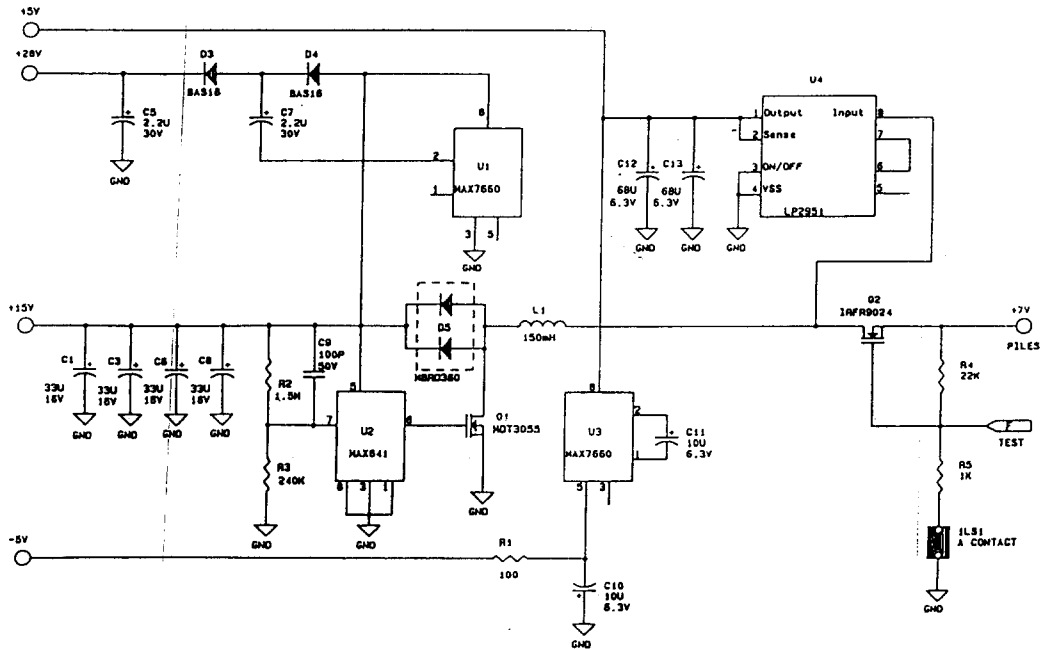 +5V
+28V
D3
BAS16
D4
BAS16
C5
2.2U
30V
GND
C7
2.2U
30V
8
2
1
U1
MAX7660
3
5
GND
U4
1
Output
Input
8
2
Sense
7
3
ON/OFF
6
4
VSS
5
LP2951
C12
68U
6.3V
C13
68U
6.3V
GND
GND
GND
+15V
C1
33U
16V
C3
33U
16V
C6
33U
16V
C8
33U
16V
GND
GND
GND
GND
R2
1.5M
C9
100P
50V
D5
MBRD360
L1
150mH
Q2
IRFR9024
+7V
PILES
R4
22K
TEST
R5
1K
ILS1
A CONTACT
GND
5
7
U2
MAX641
6
8
3
1
GND
Q1
MDT3055
GND
R3
240K
GND
8
U3
MAX7660
2
1
5
3
C11
10U
6.3V
-5V
R1
100
C10
10U
6.3V
GND